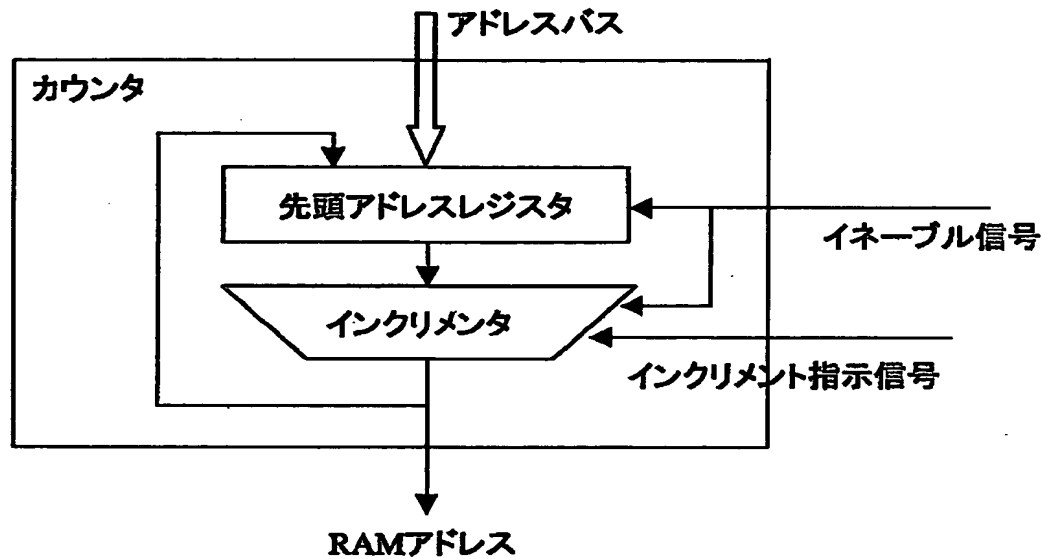 アドレスバス
カウンタ
先頭アドレスレジスタ
イネーブル信号
インクリメンタ
インクリメント指示信号
RAMアドレス